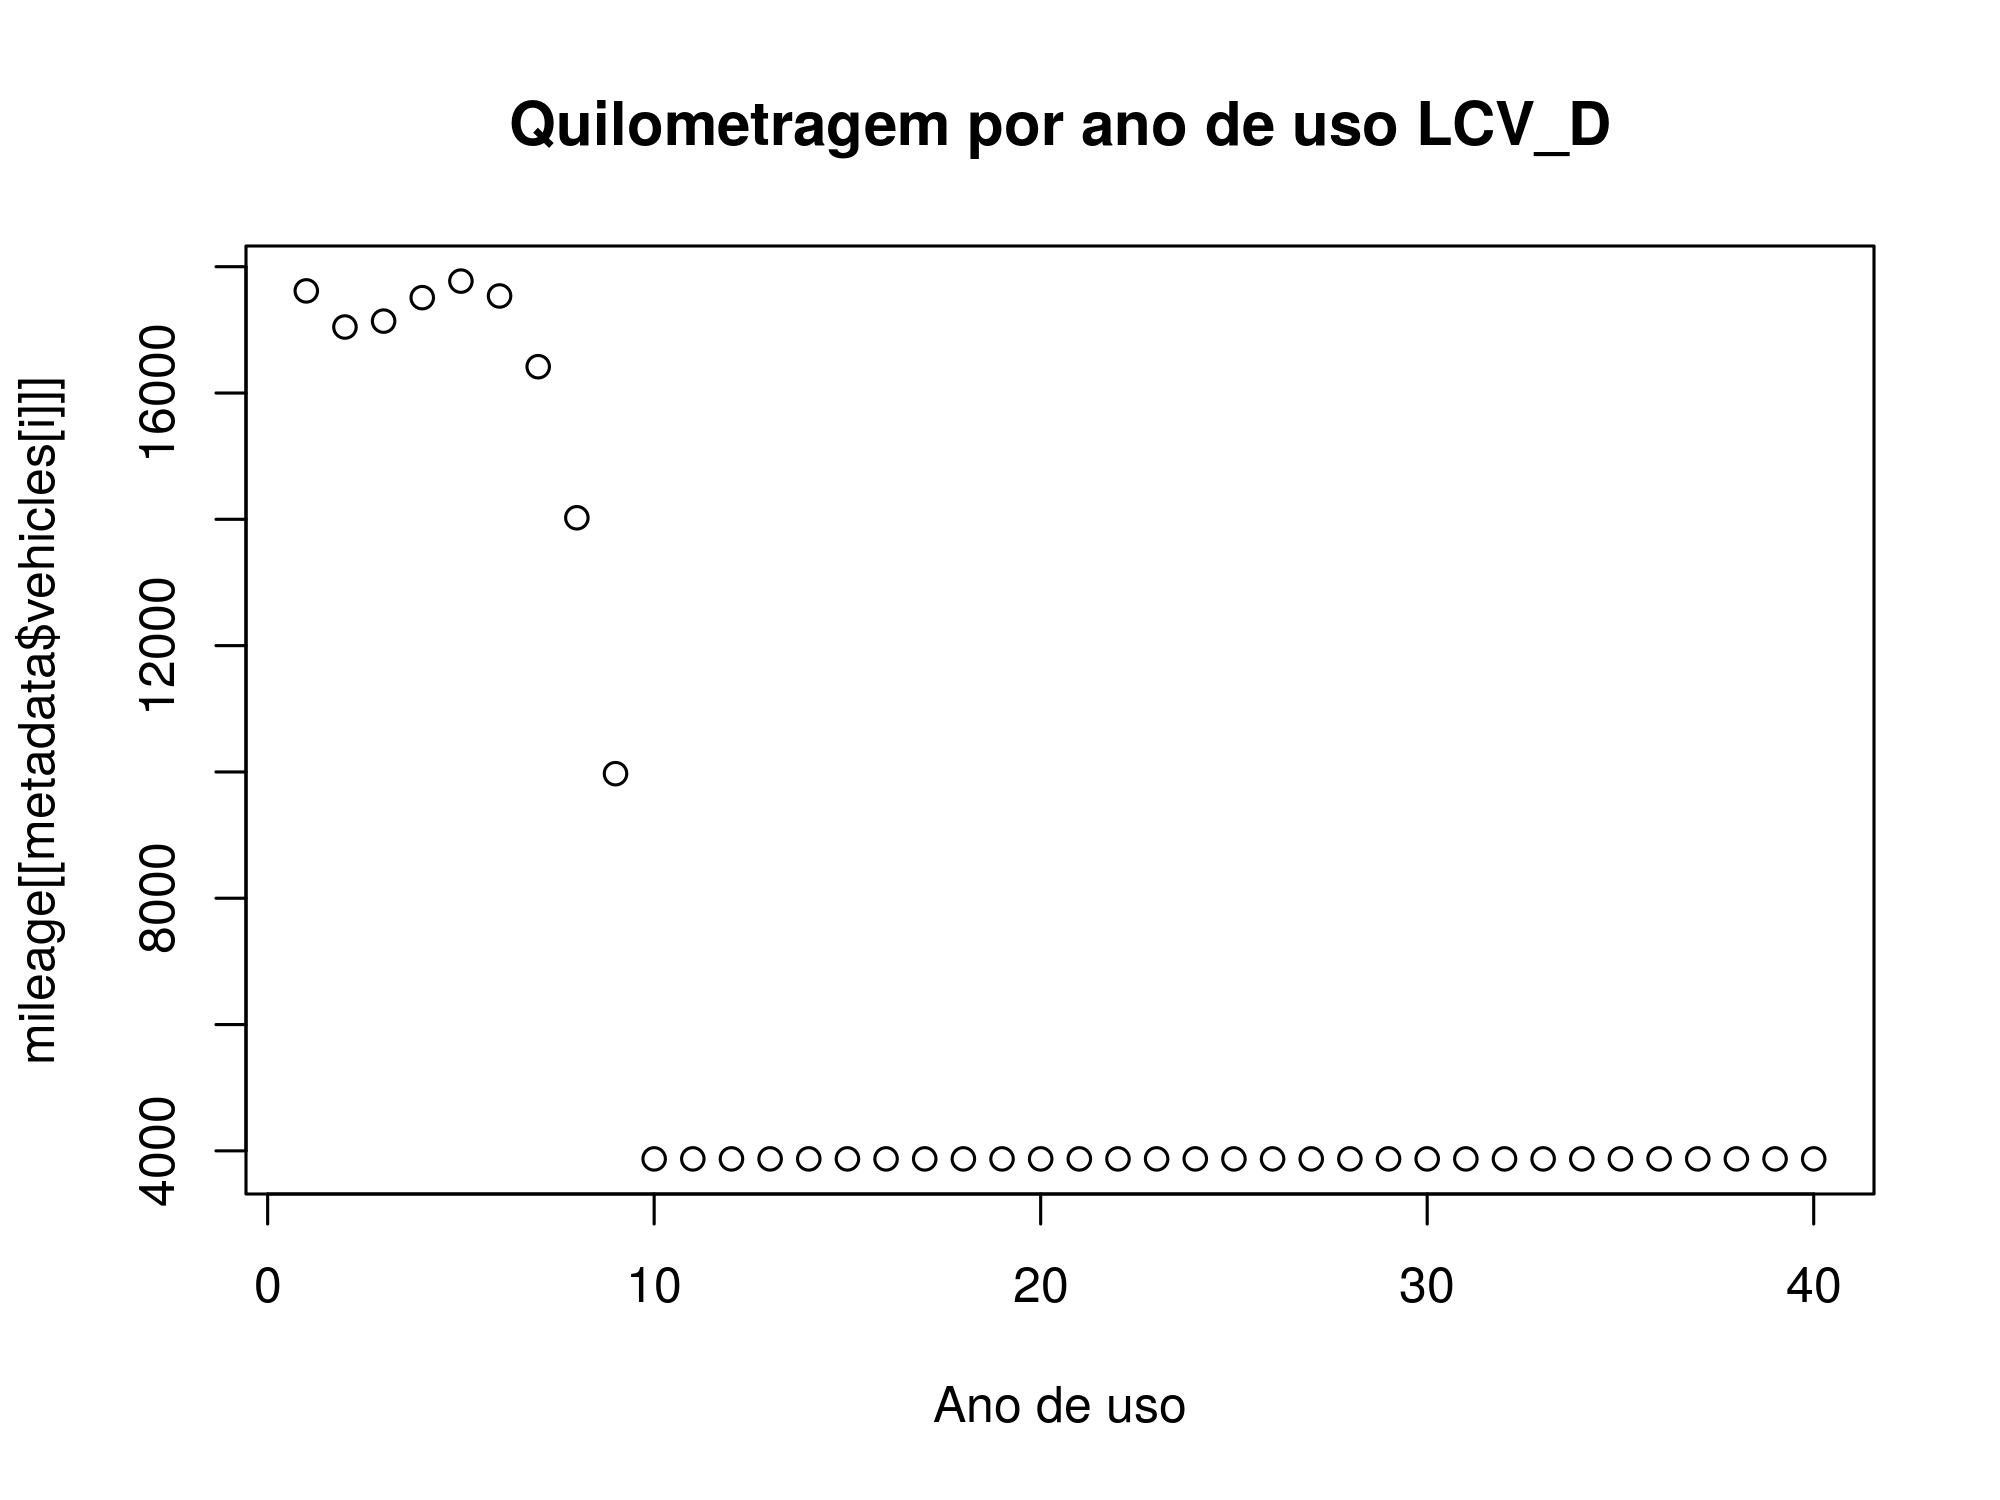 Quilometragem por ano de uso LCV_D
mileage[[metadata$vehicles[i]]]
16000
12000
8000
4000
0 10 20 30 40
Ano de uso